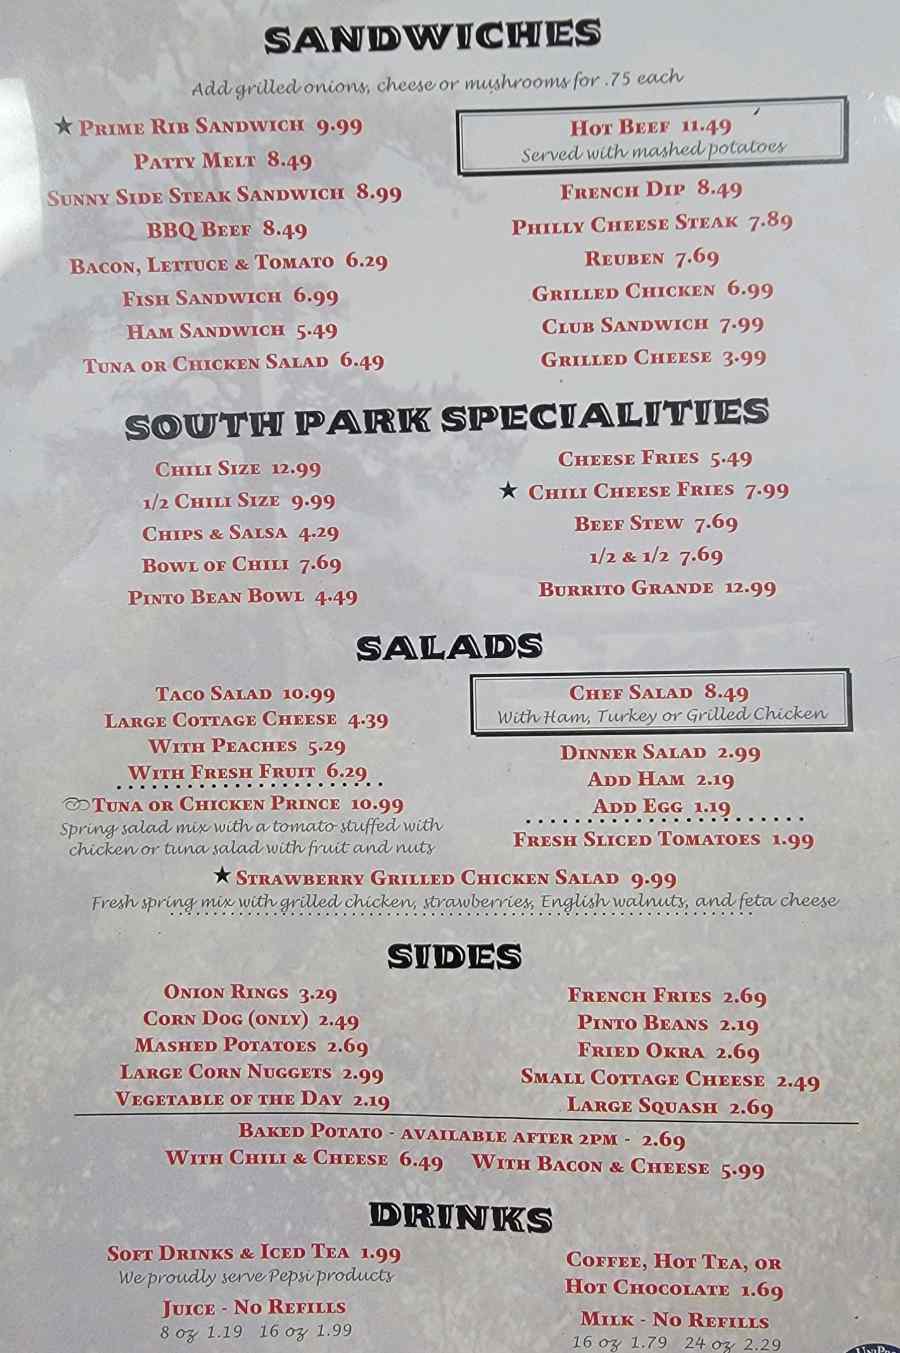 SANDWICHES
Add grilled onions, cheese or mushrooms for .75 each
★ PRIME RIB SANDWICH 9.99
PATTY MELT 8.49
SUNNY SIDE STEAK SANDWICH 8.99
BBQ BEEF 8.49
BACON, LETTUCE & TOMATO 6.29
FISH SANDWICH 6.99
HAM SANDWICH 5.49
TUNA OR CHICKEN SALAD 6.49
HOT BEEF 11.49
Served with mashed potatoes
FRENCH DIP 8.49
PHILLY CHEESE STEAK 7.89
REUBEN 7.69
GRILLED CHICKEN 6.99
CLUB SANDWICH 7.99
GRILLED CHEESE 3.99
SOUTH PARK SPECIALITIES
CHILI SIZE 12.99
1/2 CHILI SIZE 9.99
CHIPS & SALSA 4.29
BOWL OF CHILI 7.69
PINTO BEAN BOWL 4.49
CHEESE FRIES 5.49
★ CHILI CHEESE FRIES 7.99
BEEF STEW 7.69
1/2 & 1/2 7.69
BURRITO GRANDE 12.99
SALADS
TACO SALAD 10.99
LARGE COTTAGE CHEESE 4.39
WITH PEACHES 5.29
WITH FRESH FRUIT 6.29
TUNA OR CHICKEN PRINCE 10.99
Spring salad mix with a tomato stuffed with
chicken or tuna salad with fruit and nuts
CHEF SALAD 8.49
With Ham, Turkey or Grilled Chicken
DINNER SALAD 2.99
ADD HAM 2.19
ADD EGG 1.19
FRESH SLICED TOMATOES 1.99
★ STRAWBERRY GRILLED CHICKEN SALAD 9.99
Fresh spring mix with grilled chicken, strawberries, English walnuts, and feta cheese
SIDES
ONION RINGS 3.29
CORN DOG (ONLY) 2.49
MASHED POTATOES 2.69
LARGE CORN NUGGETS 2.99
VEGETABLE OF THE DAY 2.19
FRENCH FRIES 2.69
PINTO BEANS 2.19
FRIED OKRA 2.69
SMALL COTTAGE CHEESE 2.49
LARGE SQUASH 2.69
BAKED POTATO - AVAILABLE AFTER 2PM - 2.69
WITH CHILI & CHEESE 6.49 WITH BACON & CHEESE 5.99
DRINKS
SOFT DRINKS & ICED TEA 1.99
We proudly serve Pepsi products
JUICE - NO REFILLS
8 oz 1.19 16 oz 1.99
COFFEE, HOT TEA, OR
HOT CHOCOLATE 1.69
MILK - NO REFILLS
16 oz 1.79 24 oz 2.29